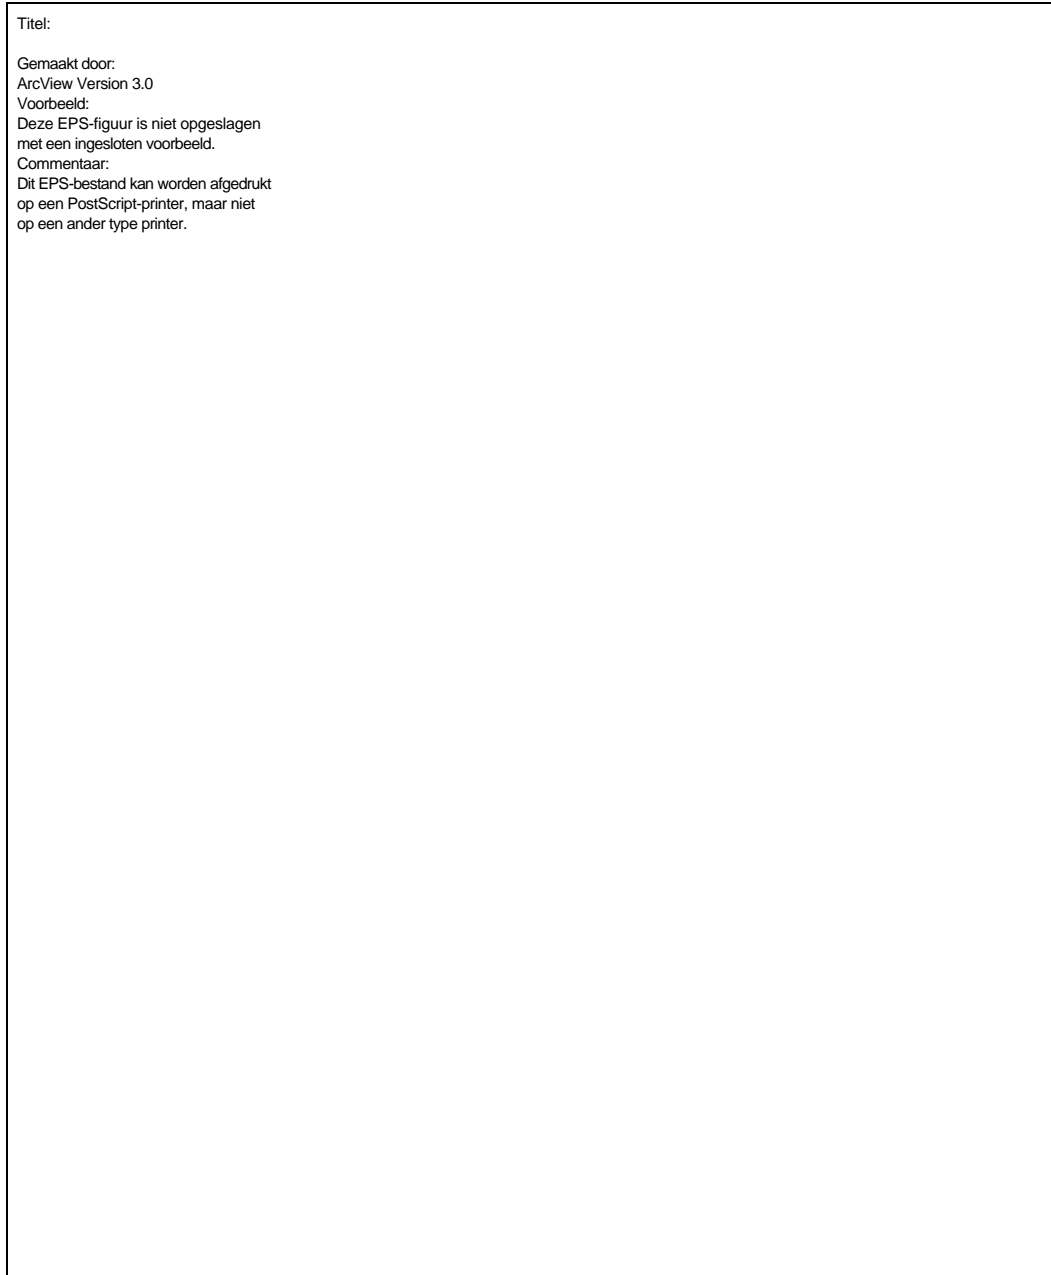 Titel:
Gemaakt door:
ArcView Version 3.0
Voorbeeld:
Deze EPS-figuur is niet opgeslagen
met een ingesloten voorbeeld.
Commentaar:
Dit EPS-bestand kan worden afgedrukt
op een PostScript-printer, maar niet
op een ander type printer.